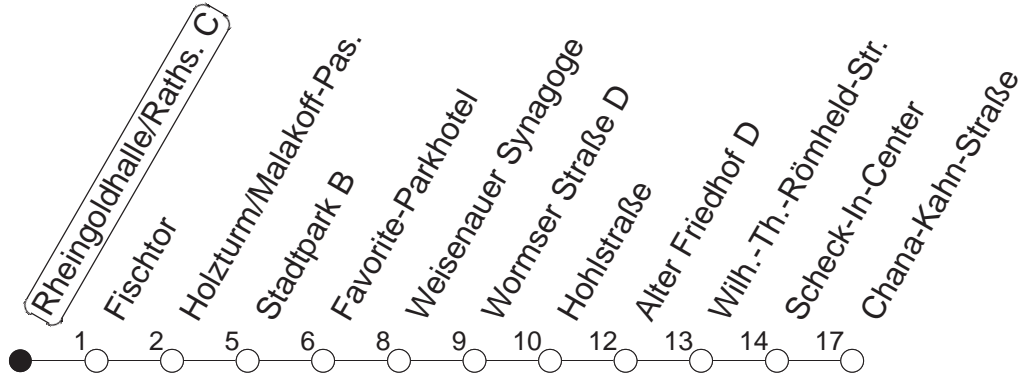 Rheingoldhalle/Raths. C
Fischtor
Holzturm/Malakoff-Pas.
Stadtpark B
Favorite-Parkhotel
Weisenauer Synagoge
Wormser Straße D
Hohlstraße
Alter Friedhof D
Wilh.-Th.-Römheld-Str.
Scheck-In-Center
Chana-Kahn-Straße
1 2 5 6 8 9 10 12 13 14 17